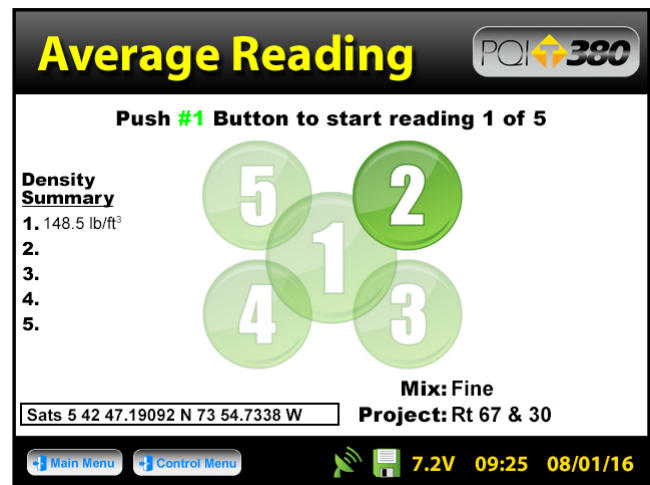 Average Reading
PQI T 380
Push #1 Button to start reading 1 of 5
Density
Summary
1. 148.5 lb/ft³
2.
3.
4.
5.
5 2
1
4 3
Mix: Fine
Sats 5 42 47.19092 N 73 54.7338 W
Project: Rt 67 & 30
Main Menu
Control Menu
7.2V 09:25 08/01/16